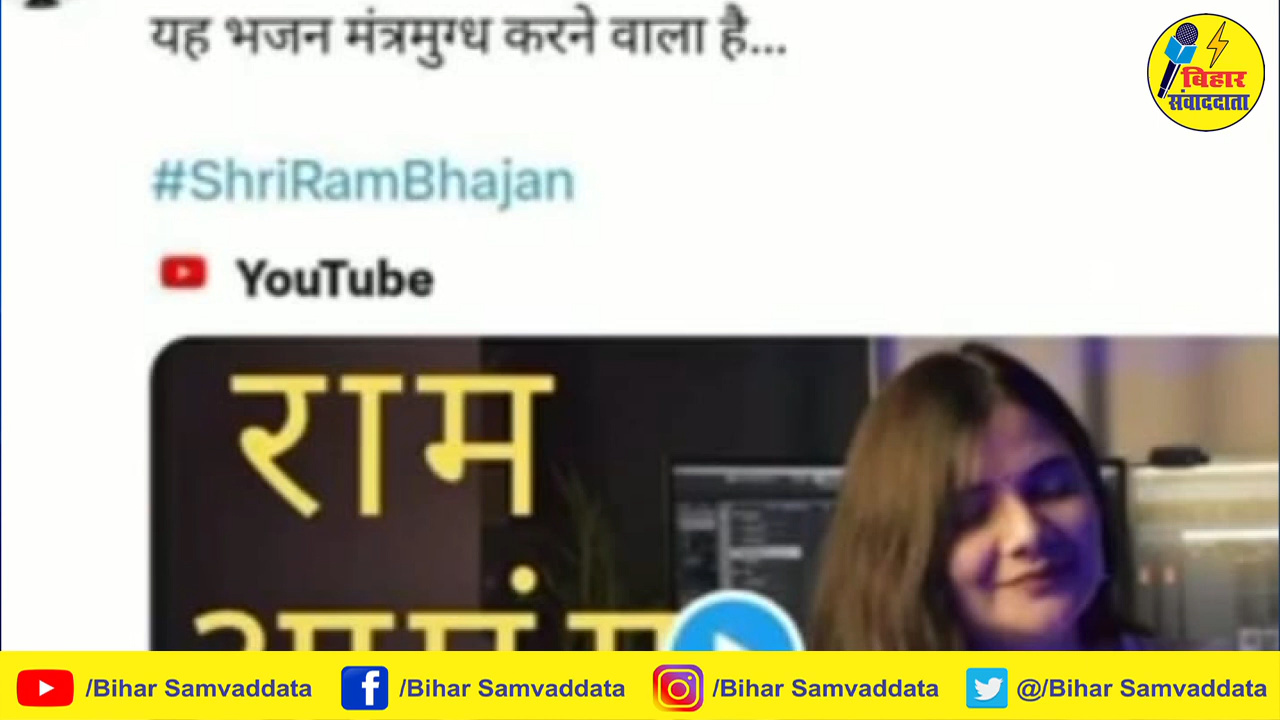 यह भजन मंत्रमुग्ध करने वाला है...
बिहार
संवाददाता
#ShriRamBhajan
YouTube
राम
/Bihar Samvaddata
/Bihar Samvaddata
/Bihar Samvaddata
@/Bihar Samvaddata